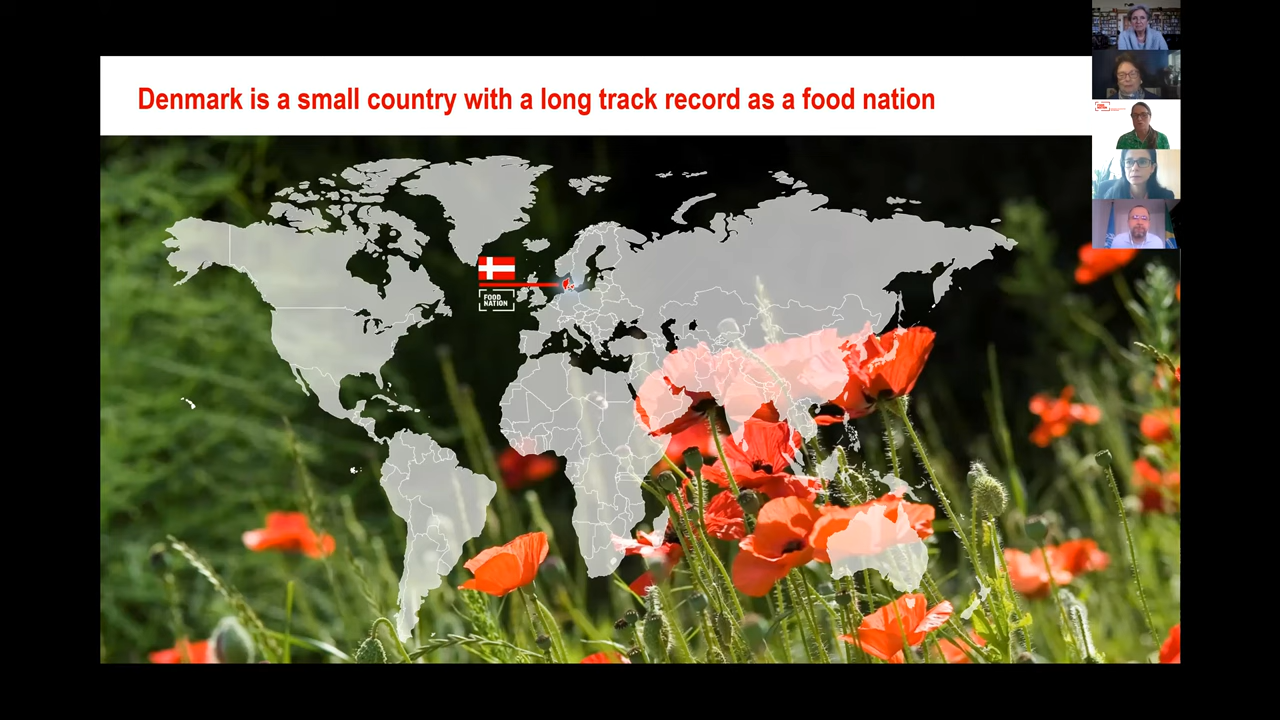 Denmark is a small country with a long track record as a food nation
FOOD
NATION